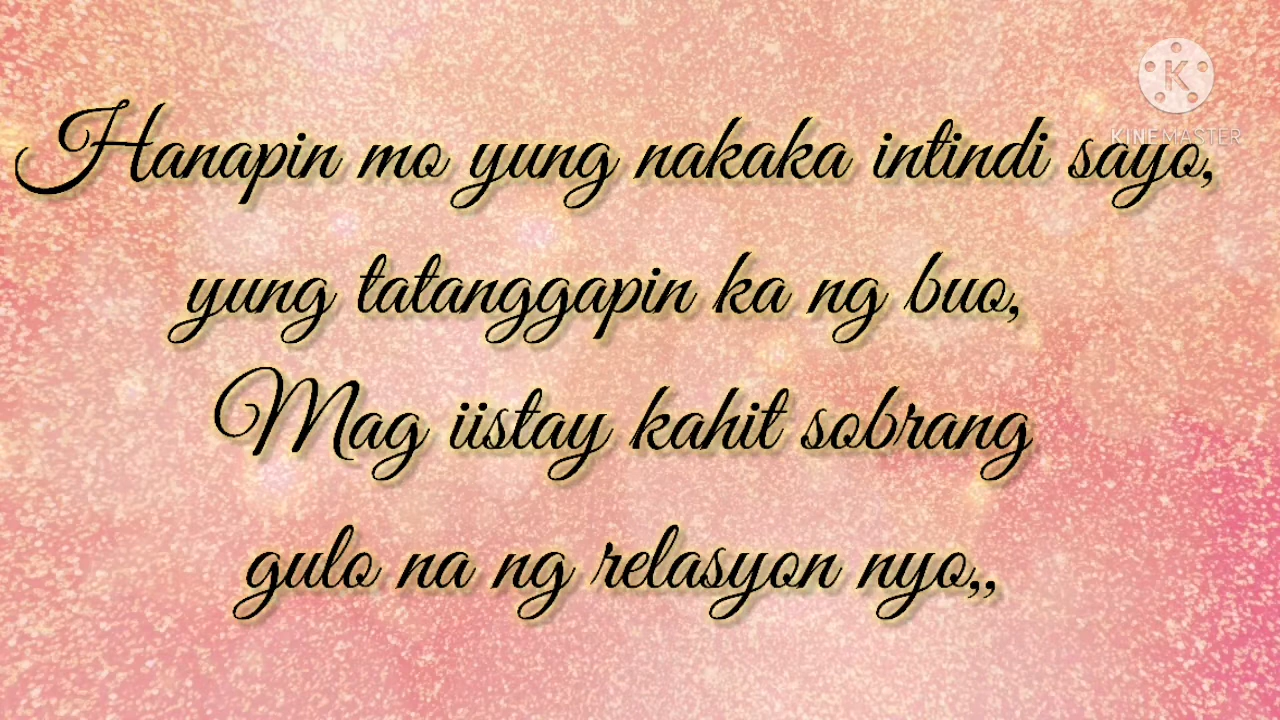 K
KINEMASTER
Hanapin mo yung nakaka intindi sayo,
yung tatanggapin ka ng buo,
Mag iistay kahit sobrang
gulo na ng relasyon nyo,,